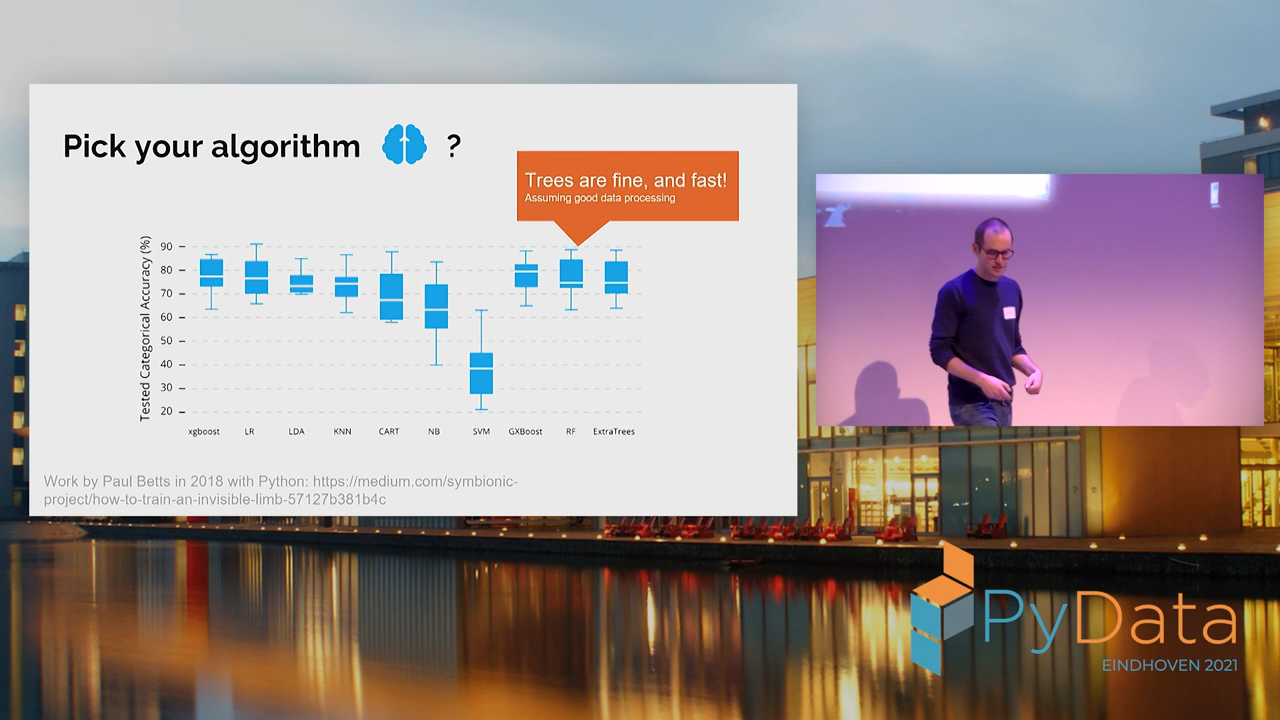 Pick your algorithm ?
Trees are fine, and fast!
Assuming good data processing
Tested Categorical Accuracy (%)
90
80
70
60
50
40
30
20
xgboost LR LDA KNN CART NB SVM GXBoost RF ExtraTrees
Work by Paul Betts in 2018 with Python: https://medium.com/symbionic-
project/how-to-train-an-invisible-limb-57127b381b4c
PyData
EINDHOVEN 2021